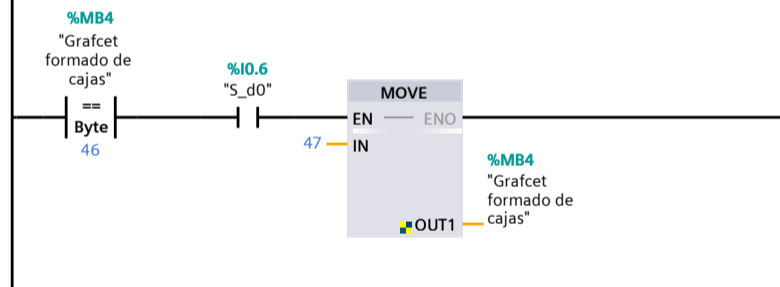 %MB4
"Grafcet
formado de
cajas"
==
Byte
46
%I0.6
"S_d0"
MOVE
EN
ENO
47
IN
%MB4
"Grafcet
formado de
cajas"
OUT1